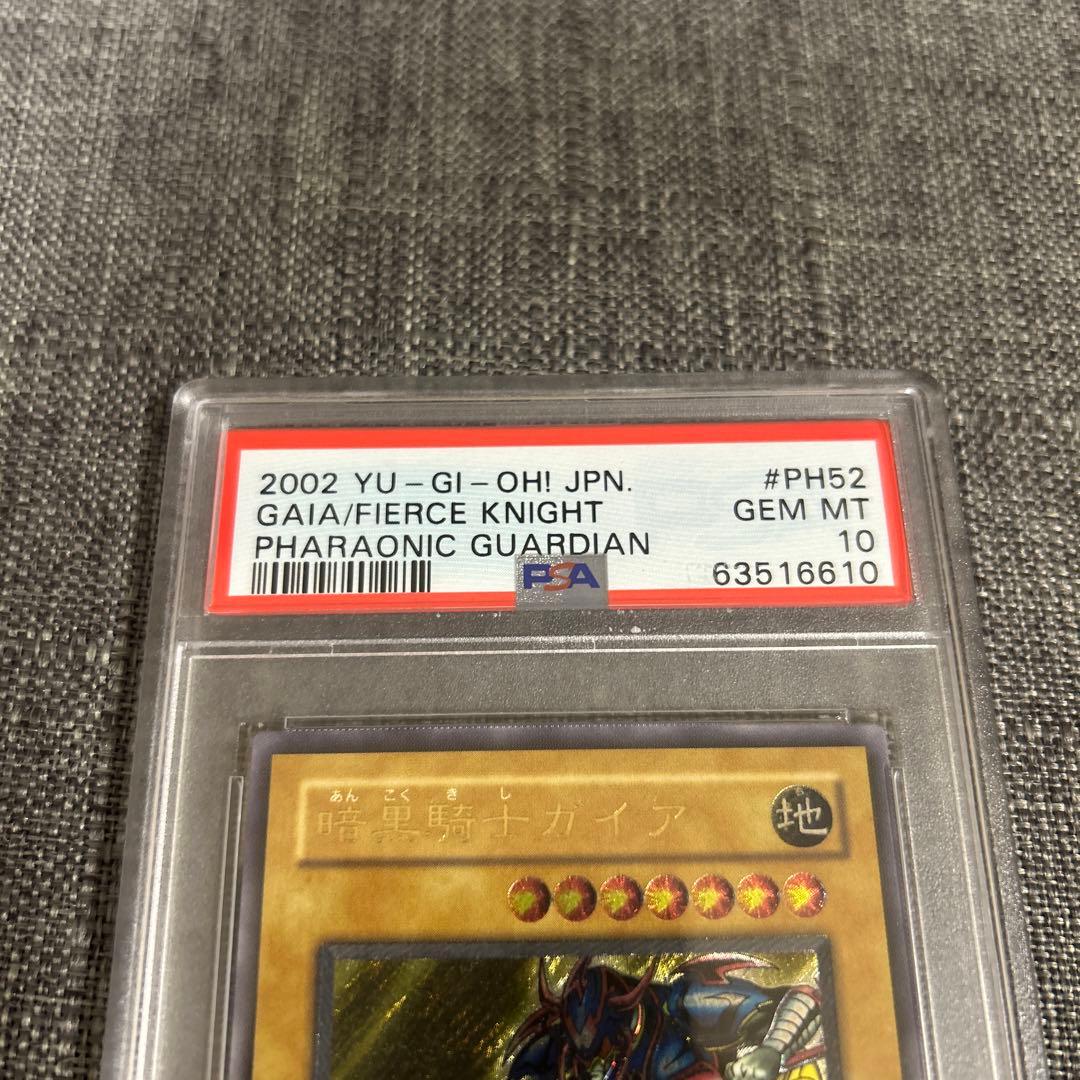 2002 YU-GI-OH! JPN. #PH52
GAIA/FIERCE KNIGHT GEM MT
PHARAONIC GUARDIAN 10
PSA 63516610
あんこくきし
暗黒騎士ガイア 地